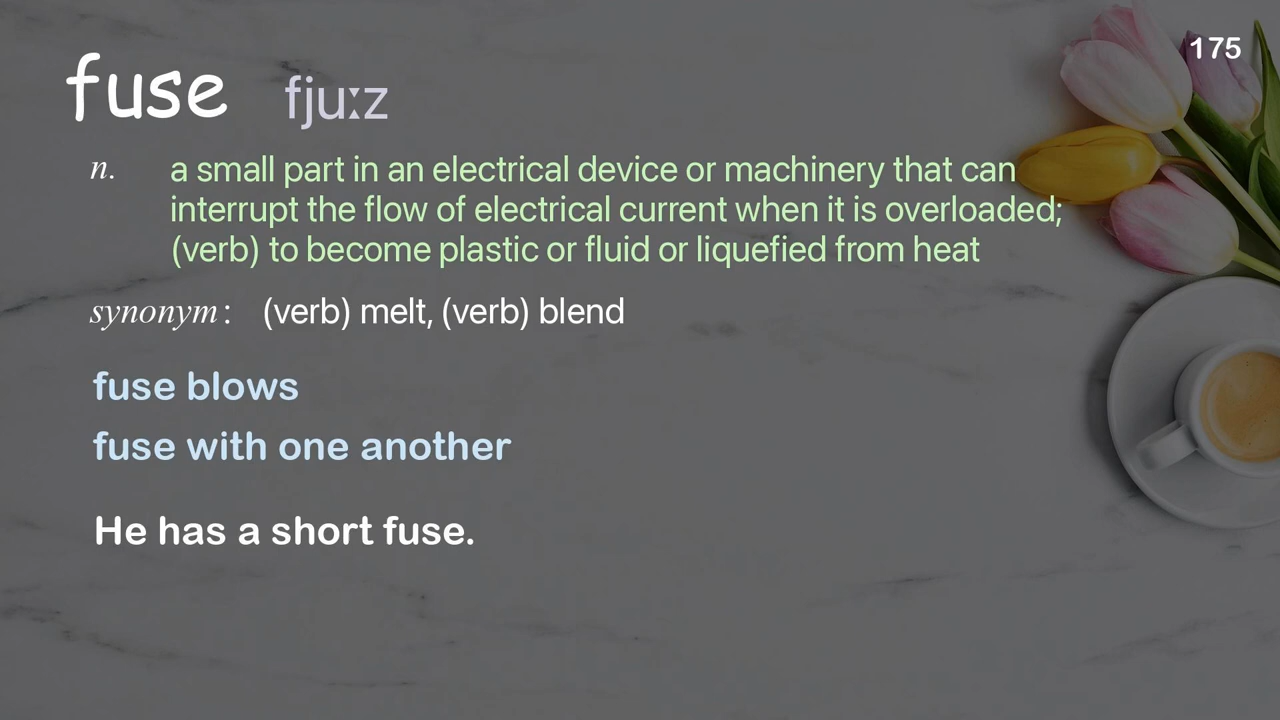 175
fuse fjuːz
n. a small part in an electrical device or machinery that can
interrupt the flow of electrical current when it is overloaded;
(verb) to become plastic or fluid or liquefied from heat
synonym: (verb) melt, (verb) blend
fuse blows
fuse with one another
He has a short fuse.